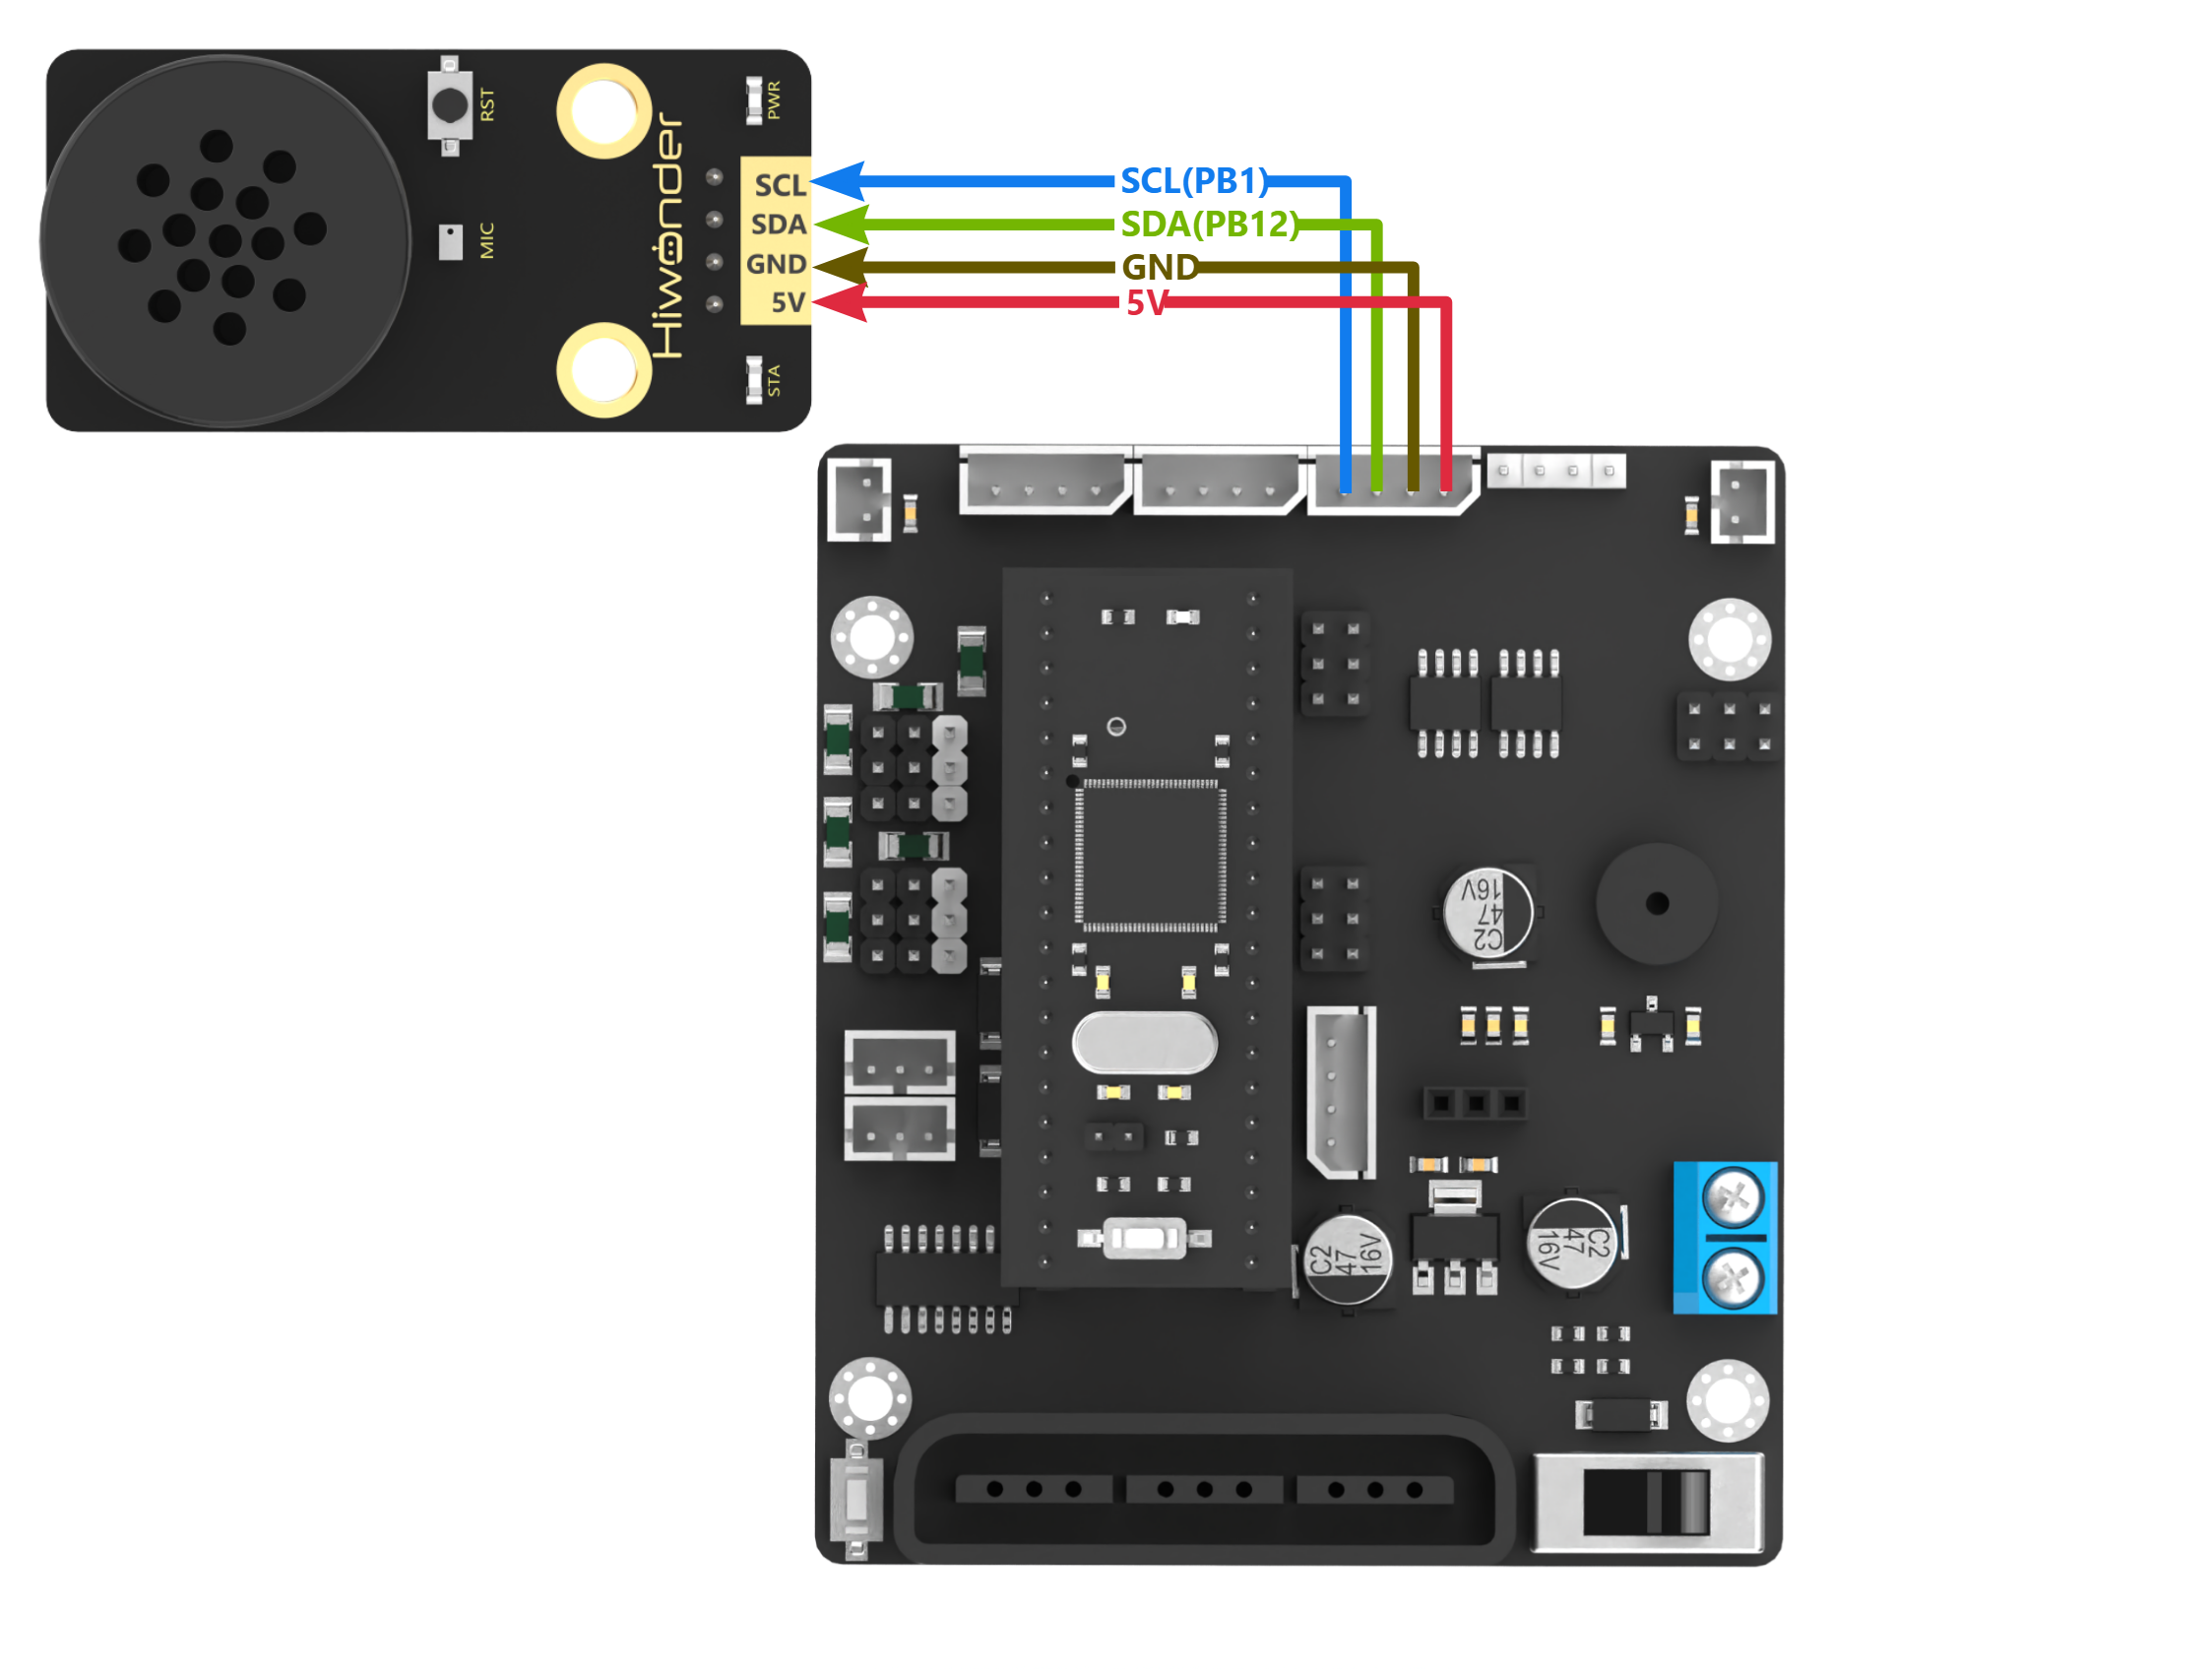 RST
MIC
Hiwonder
PWR
SCL
SDA
GND
5V
STA
SCL(PB1)
SDA(PB12)
GND
5V
C2
47
16V
C2
47
16V
C2
47
16V